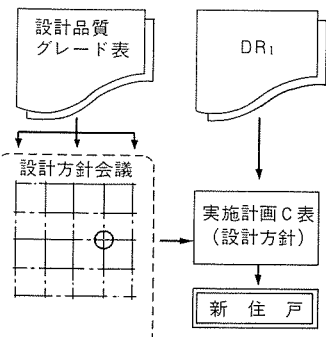 設計品質
グレード表
DR₁
設計方針会議
実施計画C表
(設計方針)
新住戸